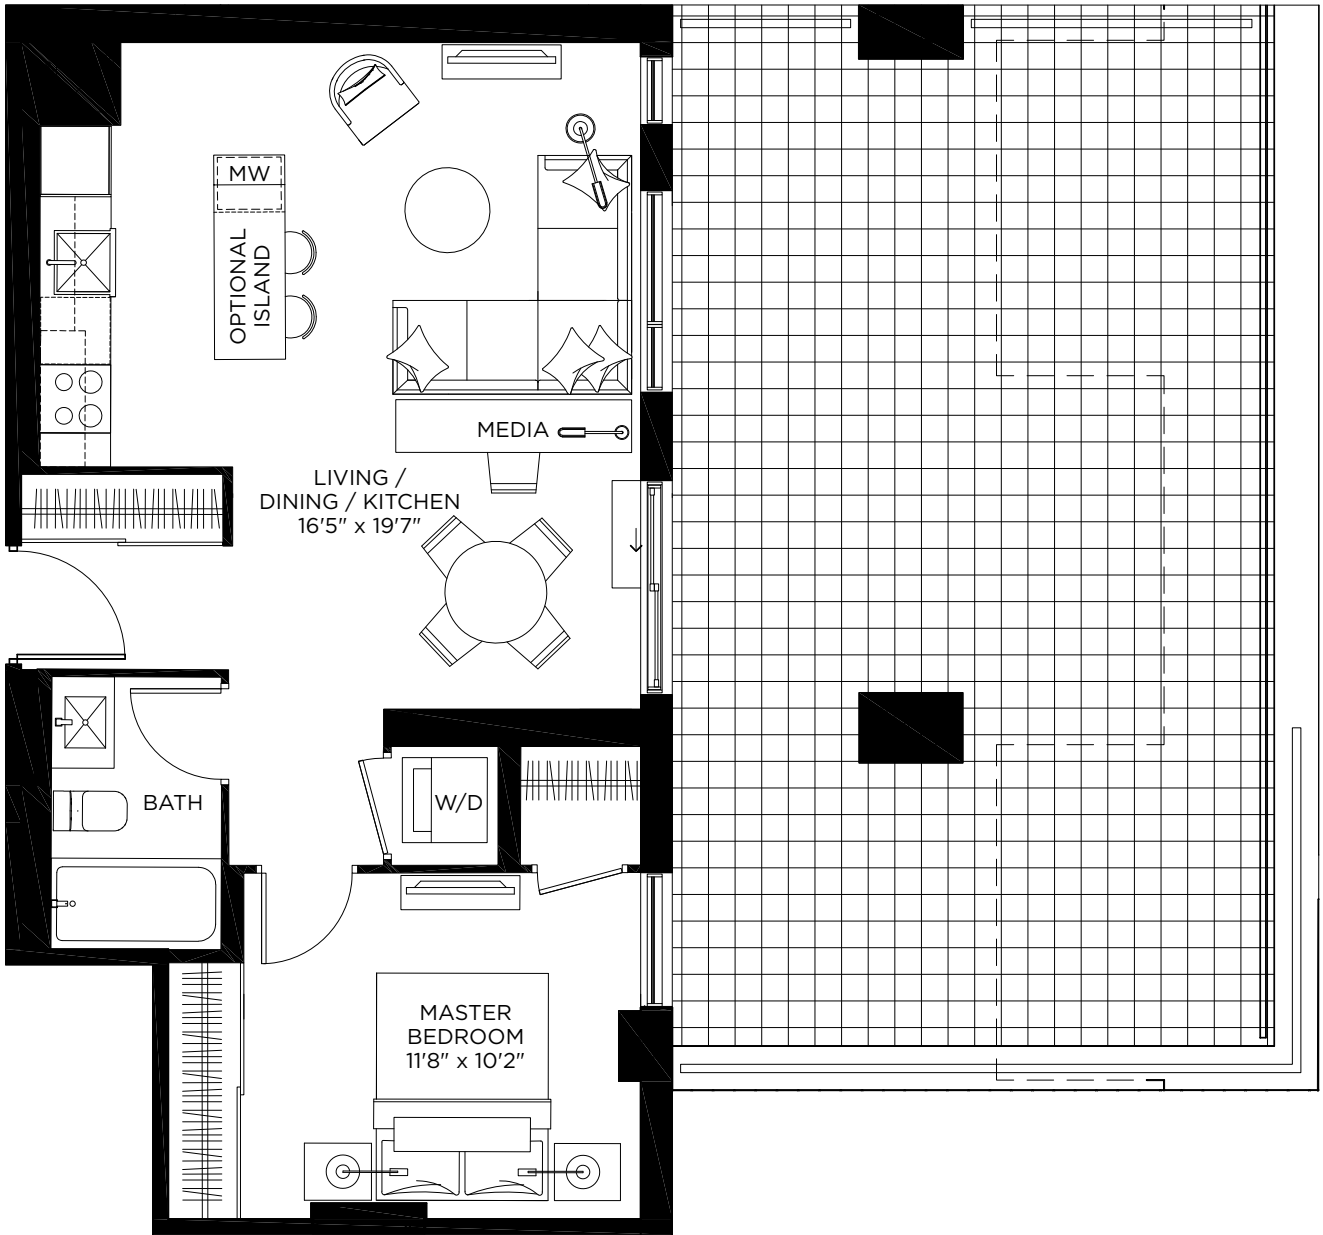 MW
OPTIONAL
ISLAND
MEDIA
LIVING /
DINING / KITCHEN
16'5" x 19'7"
BATH
W/D
MASTER
BEDROOM
11'8" x 10'2"